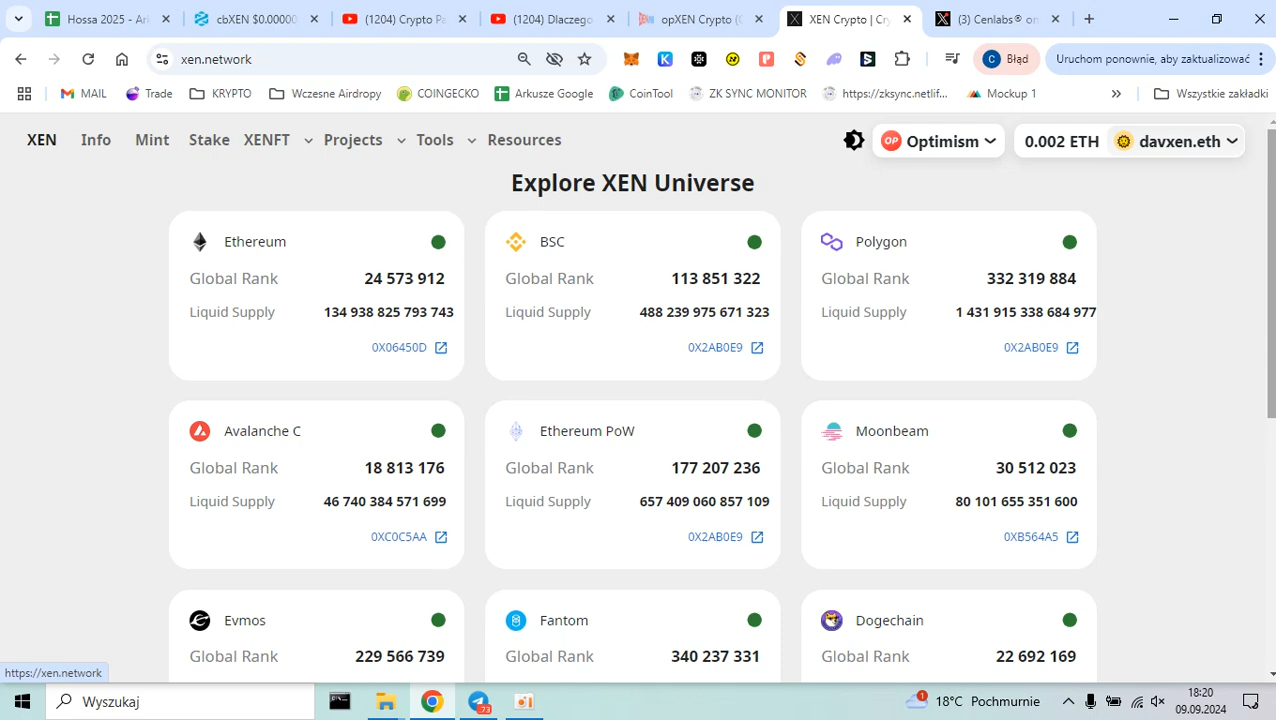 Hossa 2025 - Ark
cbXEN $0.00000
(1204) Crypto Pa
(1204) Dlaczego
opXEN Crypto (O
XEN Crypto | Cry
(3) Cenlabs® on
xen.network
Błąd
Uruchom ponownie, aby zaktualizować
MAIL
Trade
KRYPTO
Wczesne Airdropy
COINGECKO
Arkusze Google
CoinTool
ZK SYNC MONITOR
https://zksync.netlif...
Mockup 1
»
Wszystkie zakładki
XEN
Info
Mint
Stake
XENFT
Projects
Tools
Resources
OP
Optimism
0.002 ETH
davxen.eth
Explore XEN Universe
Ethereum
Global Rank 24 573 912
Liquid Supply 134 938 825 793 743
0X06450D
BSC
Global Rank 113 851 322
Liquid Supply 488 239 975 671 323
0X2AB0E9
Polygon
Global Rank 332 319 884
Liquid Supply 1 431 915 338 684 977
0X2AB0E9
Avalanche C
Global Rank 18 813 176
Liquid Supply 46 740 384 571 699
0XC0C5AA
Ethereum PoW
Global Rank 177 207 236
Liquid Supply 657 409 060 857 109
0X2AB0E9
Moonbeam
Global Rank 30 512 023
Liquid Supply 80 101 655 351 600
0XB564A5
Evmos
Global Rank 229 566 739
Fantom
Global Rank 340 237 331
Dogechain
Global Rank 22 692 169
https://xen.network
Wyszukaj
73
1
18°C Pochmurnie
18:20
09.09.2024